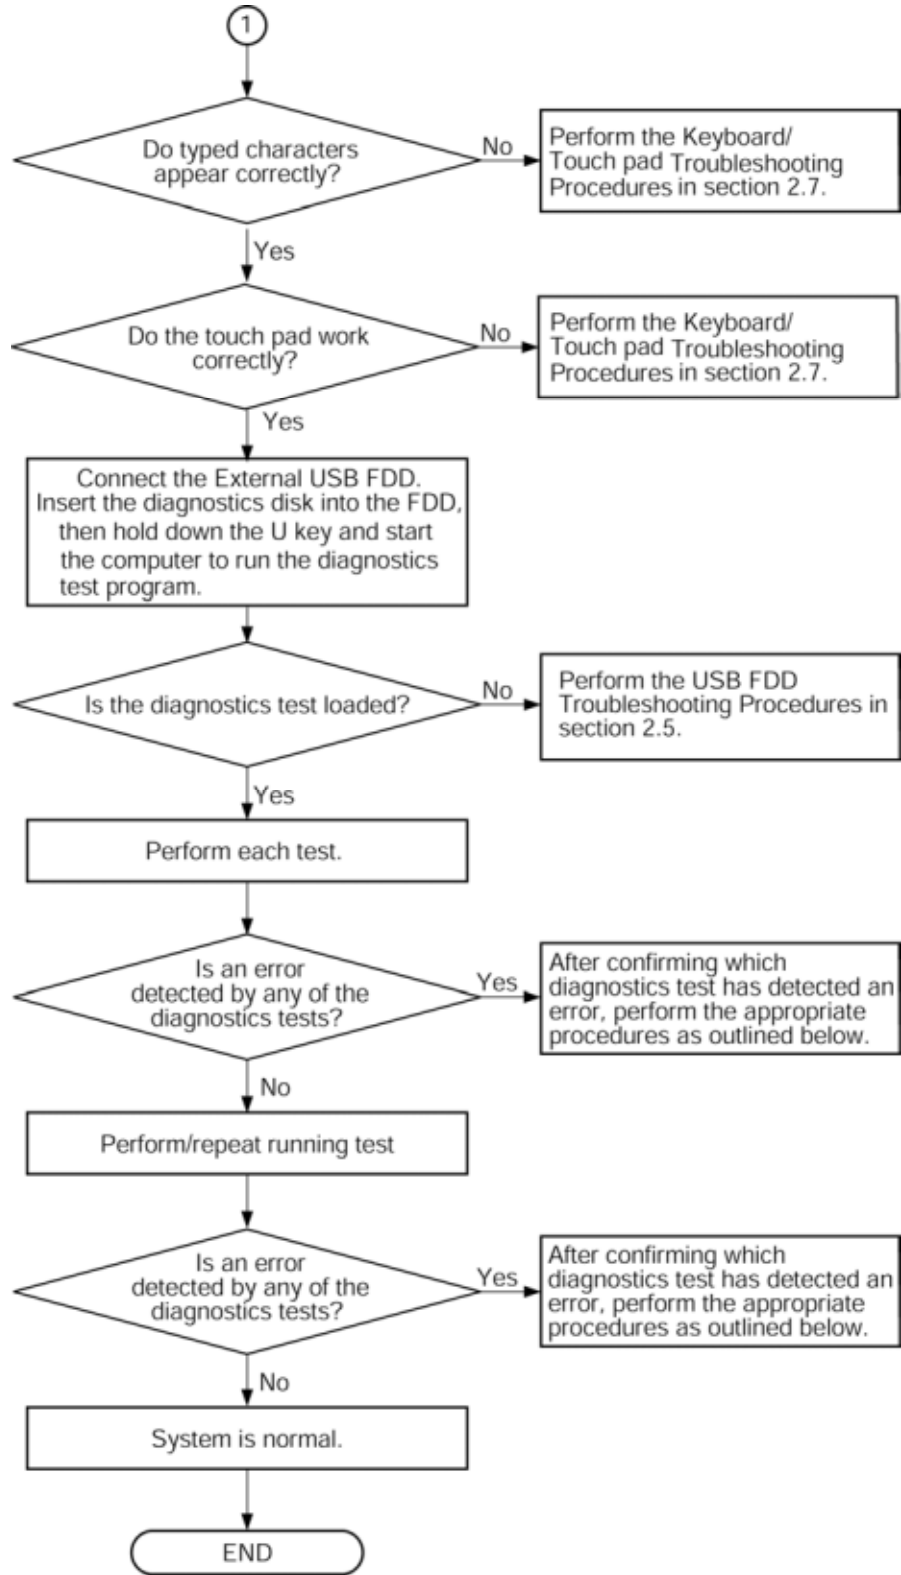 1
Do typed characters
appear correctly?
No
Perform the Keyboard/
Touch pad Troubleshooting
Procedures in section 2.7.
Yes
Do the touch pad work
correctly?
No
Perform the Keyboard/
Touch pad Troubleshooting
Procedures in section 2.7.
Yes
Connect the External USB FDD.
Insert the diagnostics disk into the FDD,
then hold down the U key and start
the computer to run the diagnostics
test program.
Is the diagnostics test loaded?
No
Perform the USB FDD
Troubleshooting Procedures in
section 2.5.
Yes
Perform each test.
Is an error
detected by any of the
diagnostics tests?
Yes
After confirming which
diagnostics test has detected an
error, perform the appropriate
procedures as outlined below.
No
Perform/repeat running test
Is an error
detected by any of the
diagnostics tests?
Yes
After confirming which
diagnostics test has detected an
error, perform the appropriate
procedures as outlined below.
No
System is normal.
END